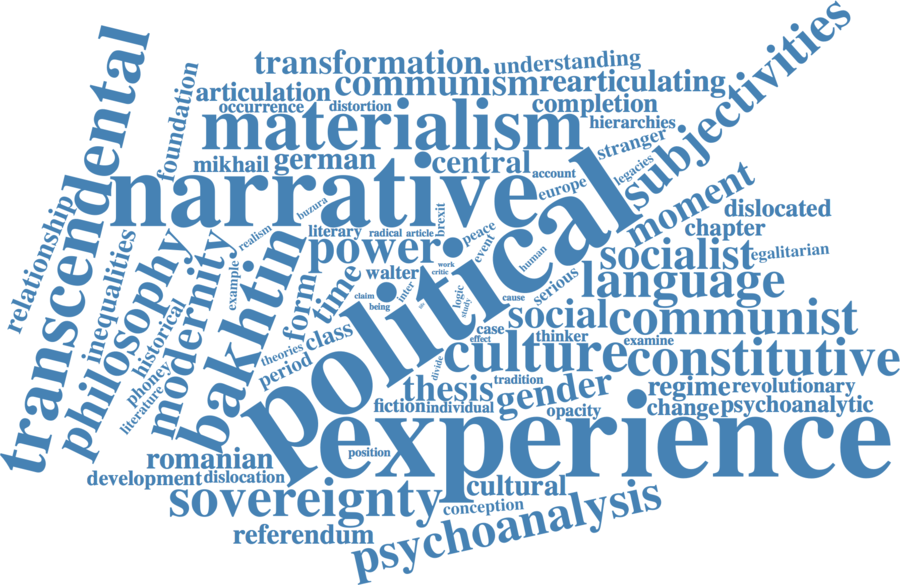 transcendental
transformation
understanding
subjectivities
foundation
articulation
communism
rearticulating
occurrence
distortion
completion
materialism
hierarchies
stranger
mikhail
german
central
account
legacies
narrative
europe
moment
relationship
buzura
brexit
dislocated
realism
literary
radical
article
peace
chapter
inequalities
philosophy
modernity
bakhtin
power
event
political
socialist
egalitarian
example
form
time
walter
work
critic
human
serious
language
historical
claim
being
inter
logic
study
cause
social
communist
phoney
literature
theories
class
case
effect
thinker
examine
period
divide
culture
constitutive
thesis
tradition
gender
regime
revolutionary
fiction
individual
opacity
change
psychoanalytic
experience
position
romanian
development
dislocation
sovereignty
cultural
conception
referendum
psychoanalysis